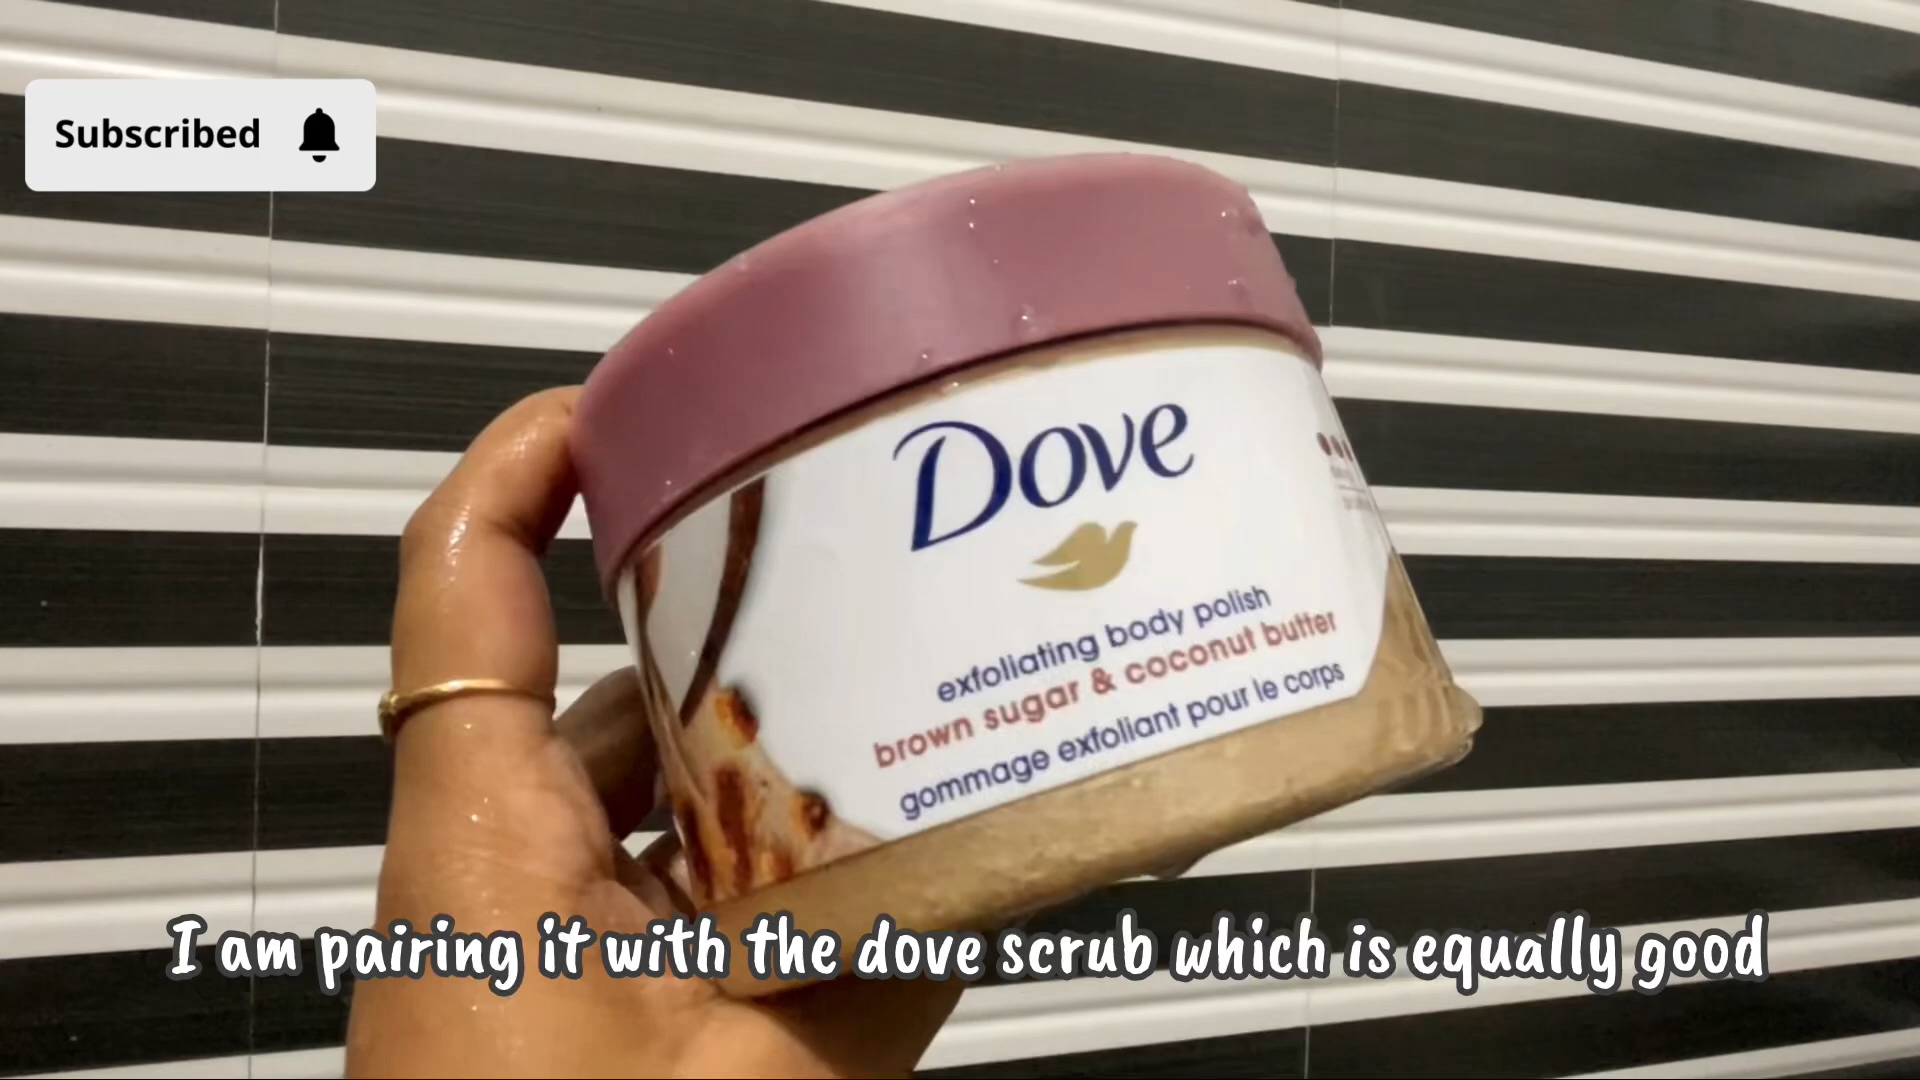 Subscribed
Dove
exfoliating body polish
brown sugar & coconut butter
gommage exfoliant pour le corps
I am pairing it with the dove scrub which is equally good